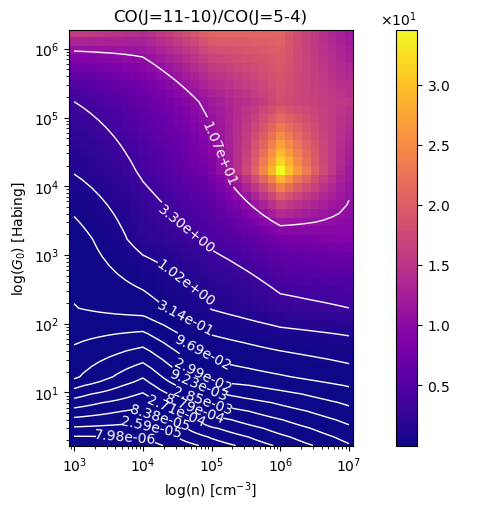 CO(J=11-10)/CO(J=5-4)
×10¹
10⁶
10⁵
10⁴
10³
10²
10¹
log(G₀) [Habing]
1.07e+01
3.30e+00
1.02e+00
3.14e-01
9.69e-02
2.99e-02
9.23e-03
2.85e-03
8.79e-04
2.71e-04
8.38e-05
2.59e-05
7.98e-06
10³
10⁴
10⁵
10⁶
10⁷
log(n) [cm⁻³]
3.0
2.5
2.0
1.5
1.0
0.5